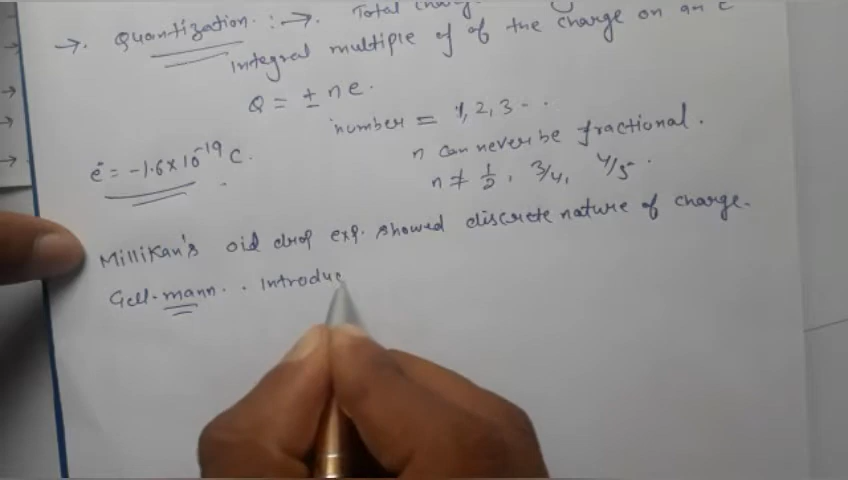 →. Quantization. :→. Total
Integral multiple of of the charge on an
Q = ± ne.
number = 1, 2, 3 - ..
n can never be fractional.
e⁻ = -1.6 x 10⁻¹⁹ C.
n ≠ 1/2, 3/4, 4/5.
Millikan's oid drop exp. showed discrete nature of charge.
Gell-mann. . Introduc